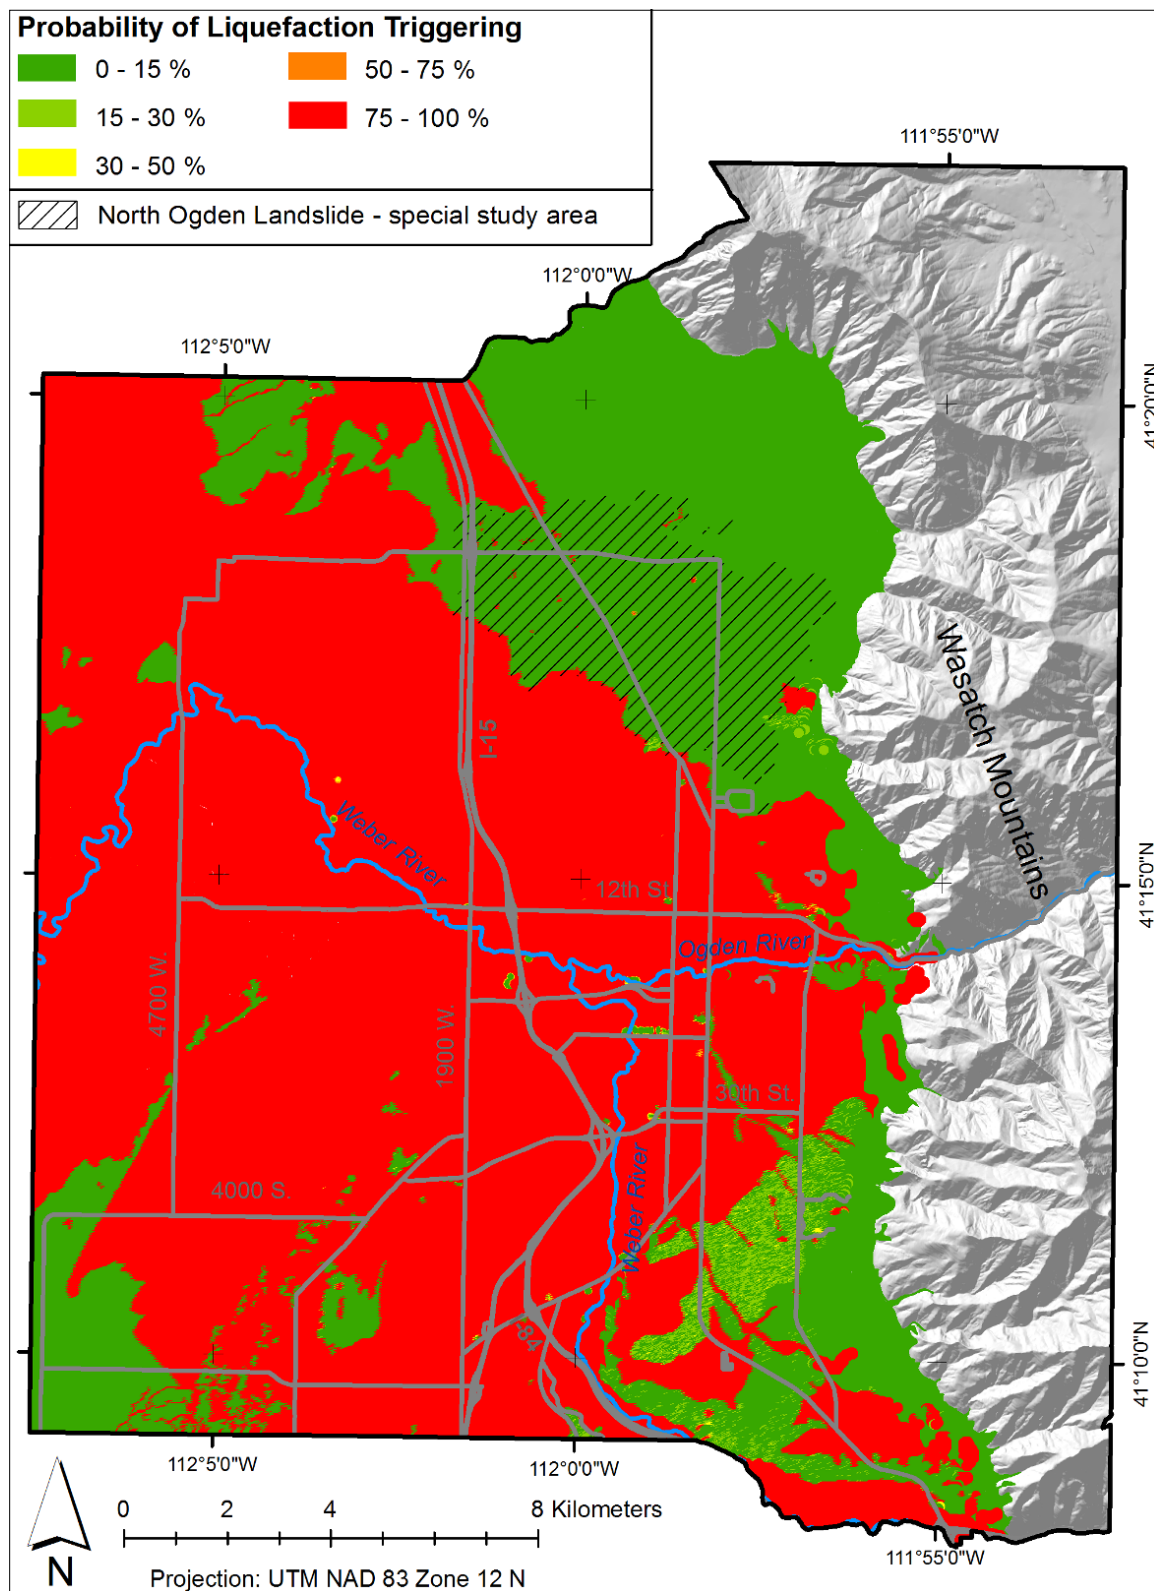 Probability of Liquefaction Triggering
0 - 15 %
50 - 75 %
15 - 30 %
75 - 100 %
30 - 50 %
North Ogden Landslide - special study area
111°55'0"W
112°0'0"W
112°5'0"W
41°20'0"N
Wasatch Mountains
I-15
Weber River
41°15'0"N
12th St.
Ogden River
4700 W.
1900 W.
30th St.
Weber River
4000 S.
I-84
41°10'0"N
112°5'0"W
112°0'0"W
111°55'0"W
0 2 4 8 Kilometers
N
Projection: UTM NAD 83 Zone 12 N